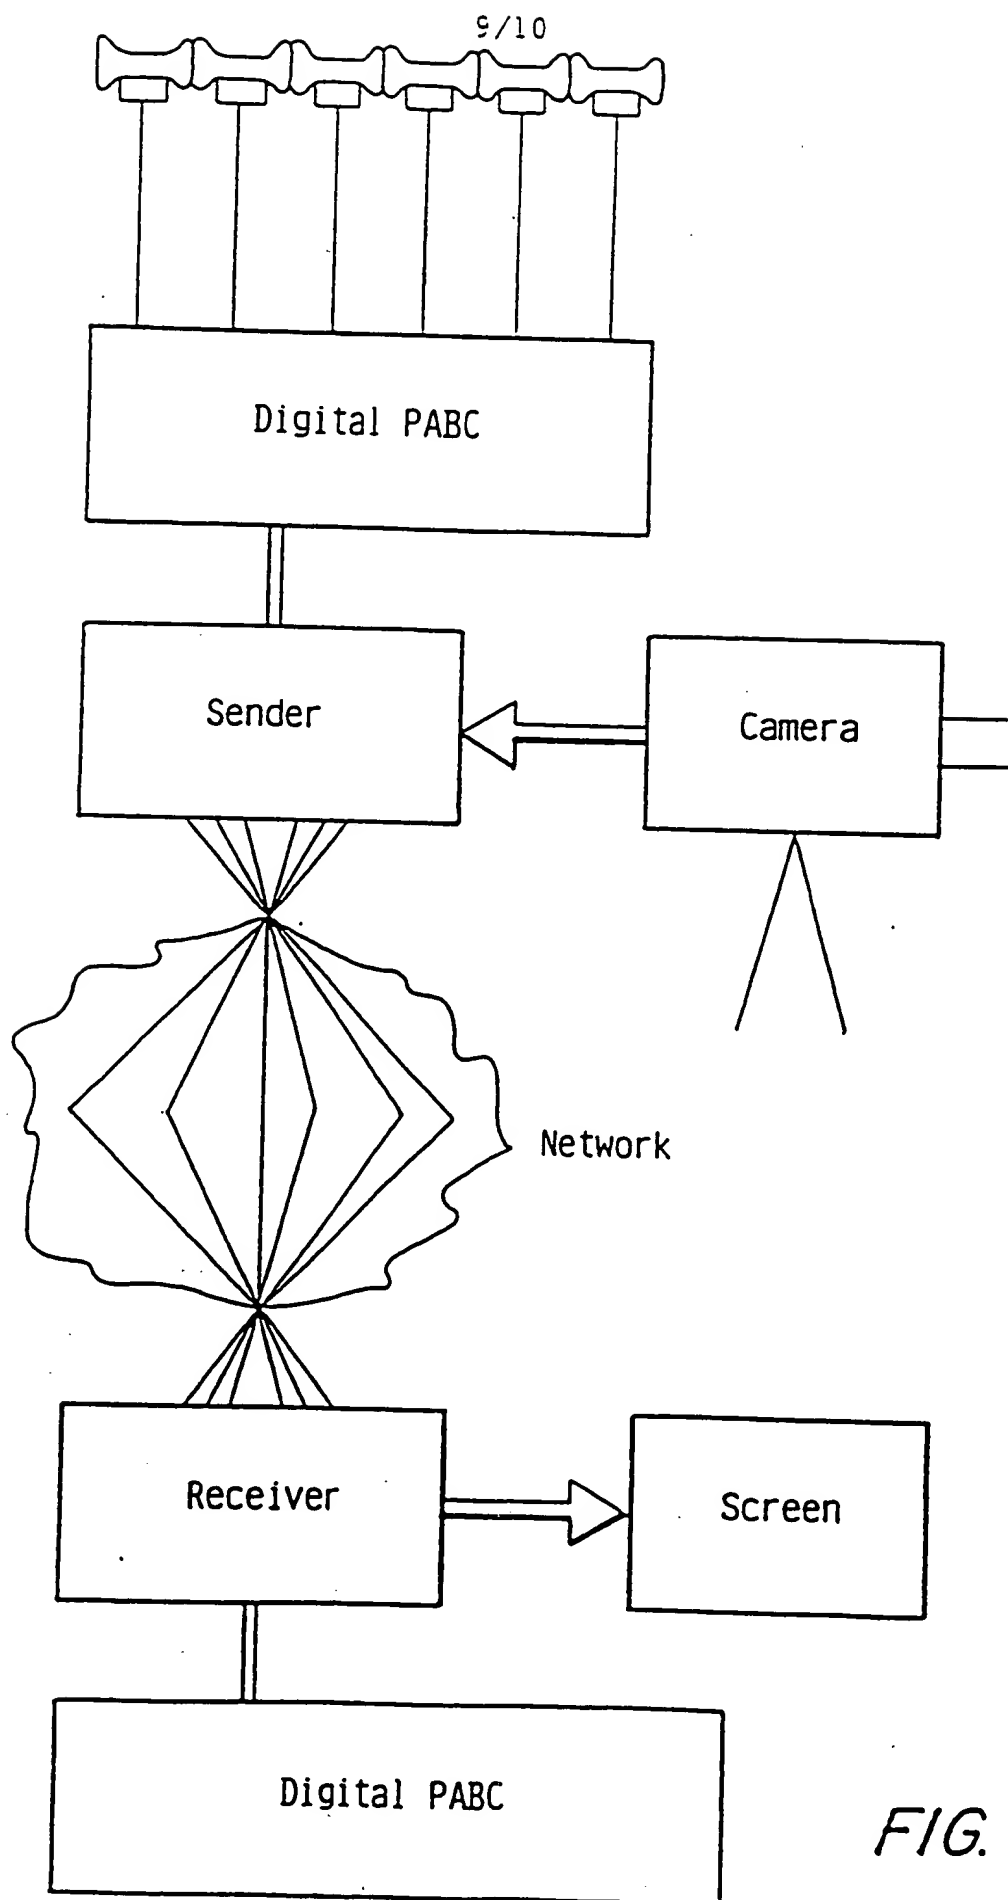 9/10
Digital PABC
Sender
Camera
Network
Receiver
Screen
Digital PABC
FIG.